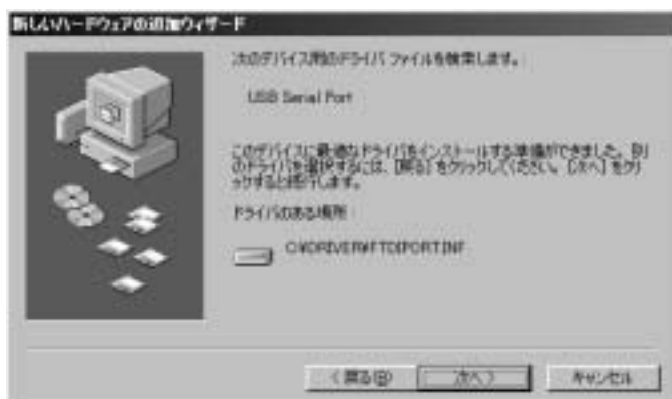 新しいハードウェアの追加ウィザード
次のデバイス用のドライバ ファイルを検索します。:
USB Serial Port
このデバイスに最適なドライバをインストールする準備ができました。別
のドライバを選択するには、[戻る] をクリックしてください。[次へ] をクリ
ックすると続行します。
ドライバのある場所:
C:¥DRIVER¥FTDIPORT.INF
< 戻る(B)
次へ >
キャンセル